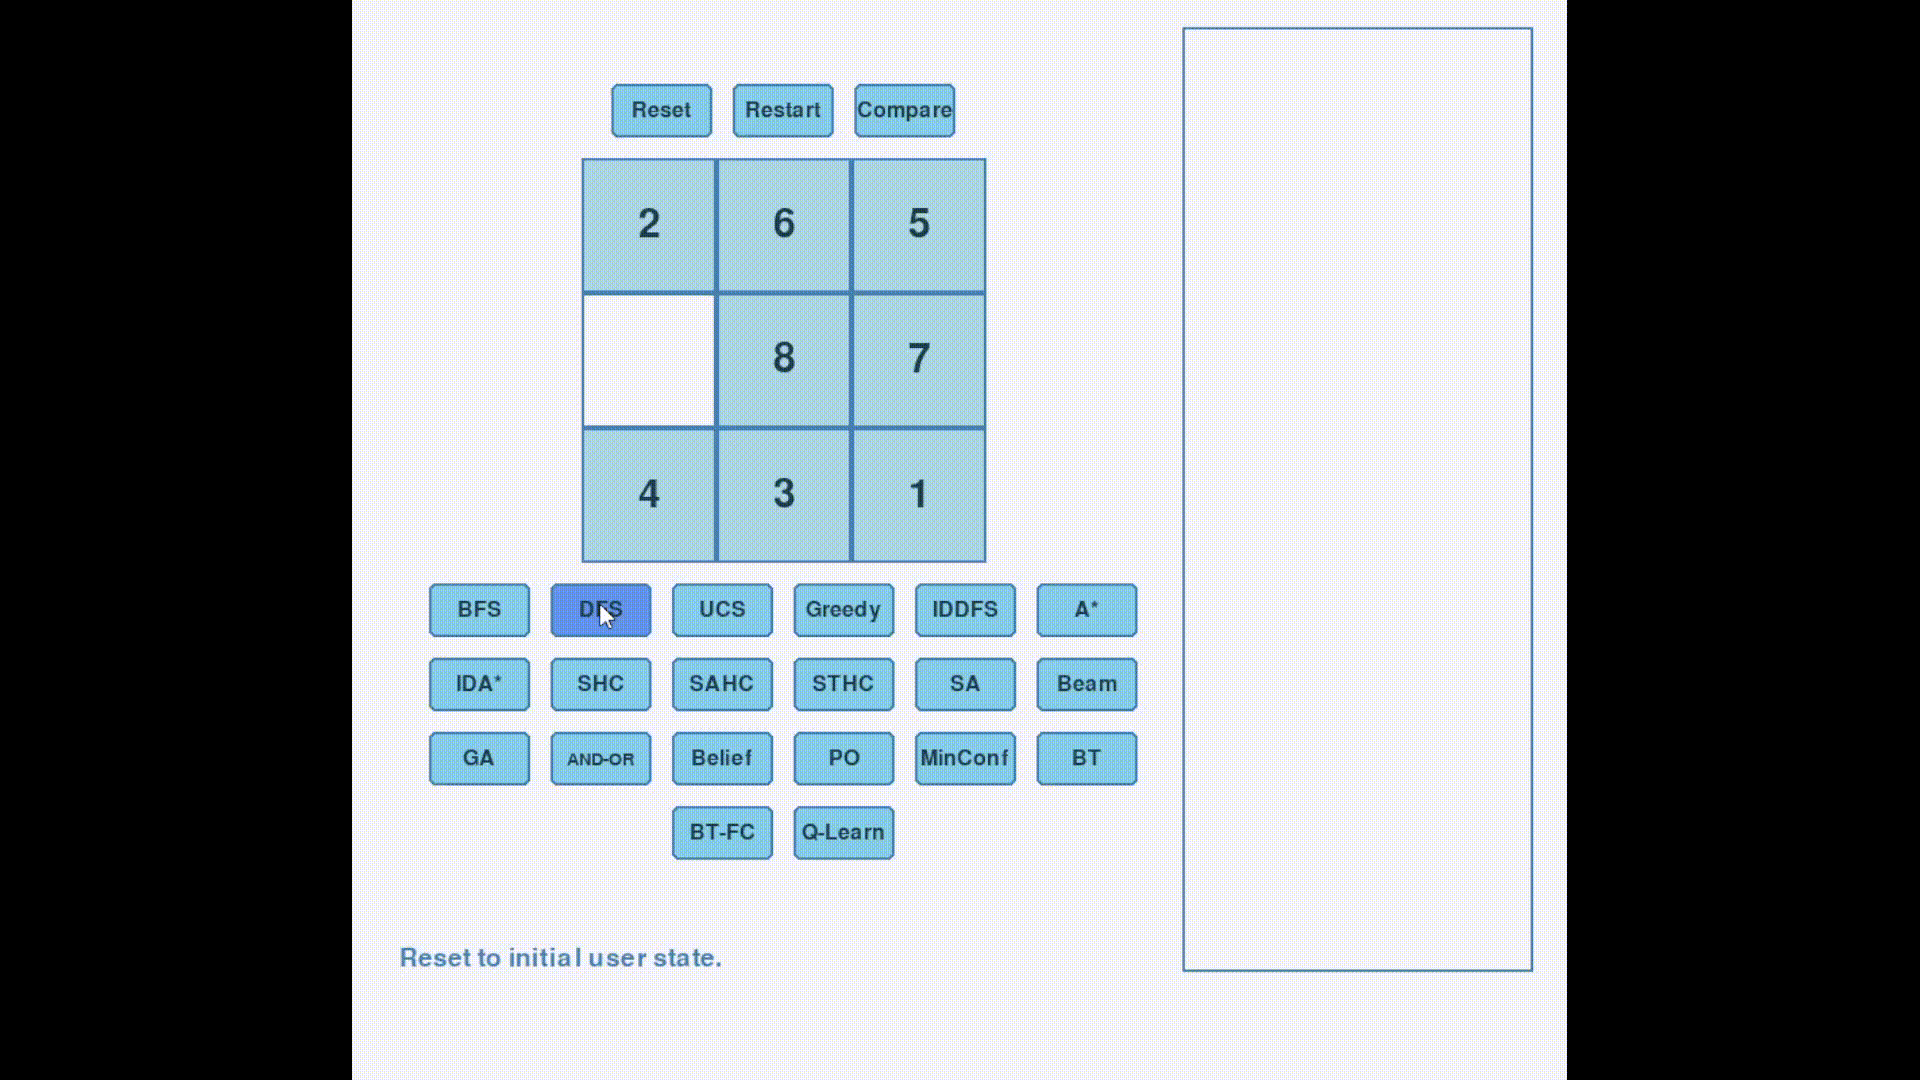 Reset Restart Compare
2 6 5
8 7
4 3 1
BFS DFS UCS Greedy IDDFS A*
IDA* SHC SAHC STHC SA Beam
GA AND-OR Belief PO MinConf BT
BT-FC Q-Learn
Reset to initial user state.